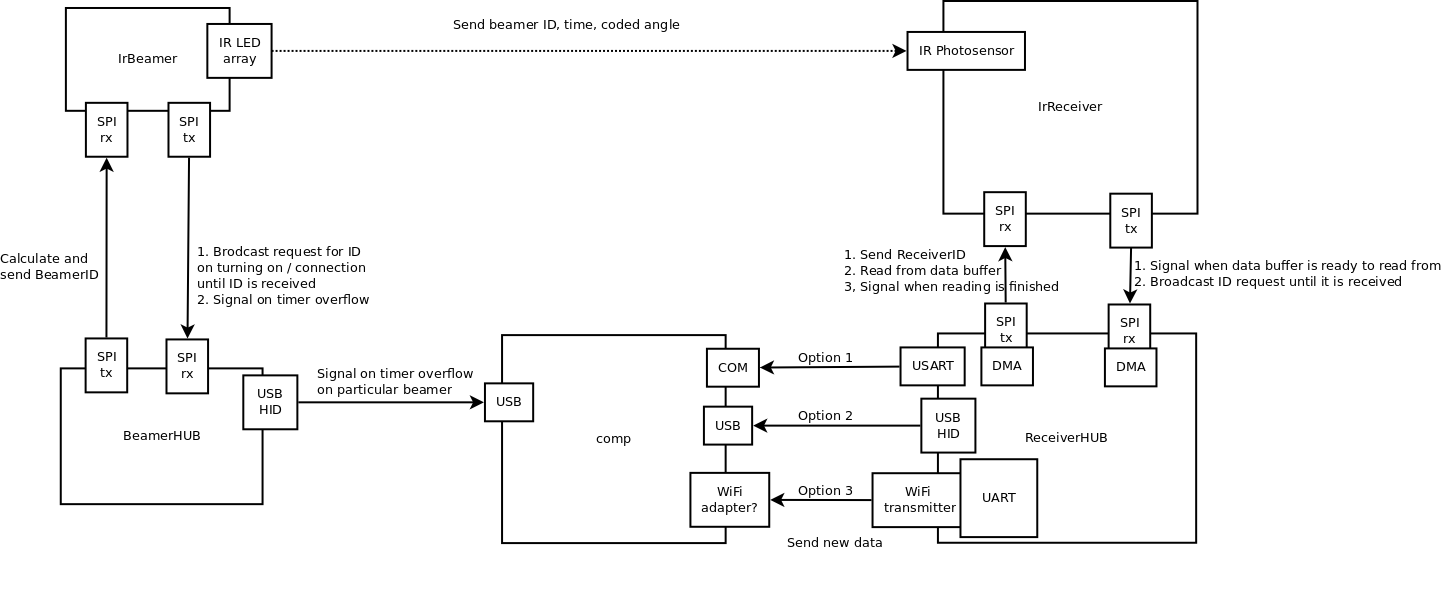 Send beamer ID, time, coded angle
IR LED
array
IrBeamer
IR Photosensor
IrReceiver
SPI
rx
SPI
tx
SPI
rx
SPI
tx
Calculate and
send BeamerID
1. Brodcast request for ID
on turning on / connection
until ID is received
2. Signal on timer overflow
1. Send ReceiverID
2. Read from data buffer
3, Signal when reading is finished
1. Signal when data buffer is ready to read from
2. Broadcast ID request until it is received
SPI
tx
SPI
rx
USB
HID
BeamerHUB
Signal on timer overflow
on particular beamer
USB
comp
COM
USB
WiFi
adapter?
Option 1
Option 2
Option 3
Send new data
USART
SPI
tx
DMA
SPI
rx
DMA
USB
HID
ReceiverHUB
WiFi
transmitter
UART